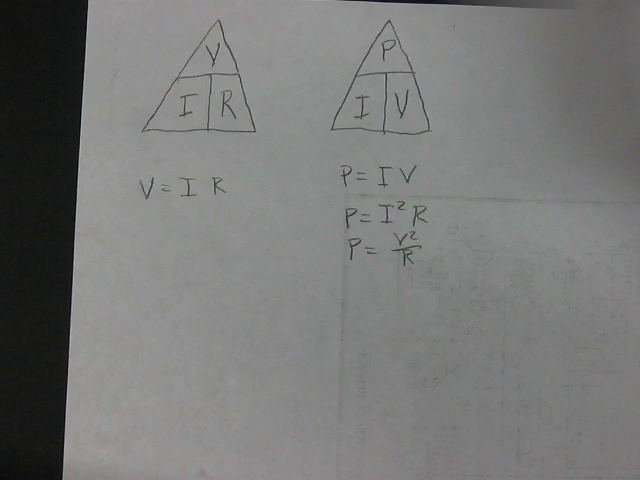 V
I R
V = I R
P
I V
P = I V
P = I² R
P = V²/R